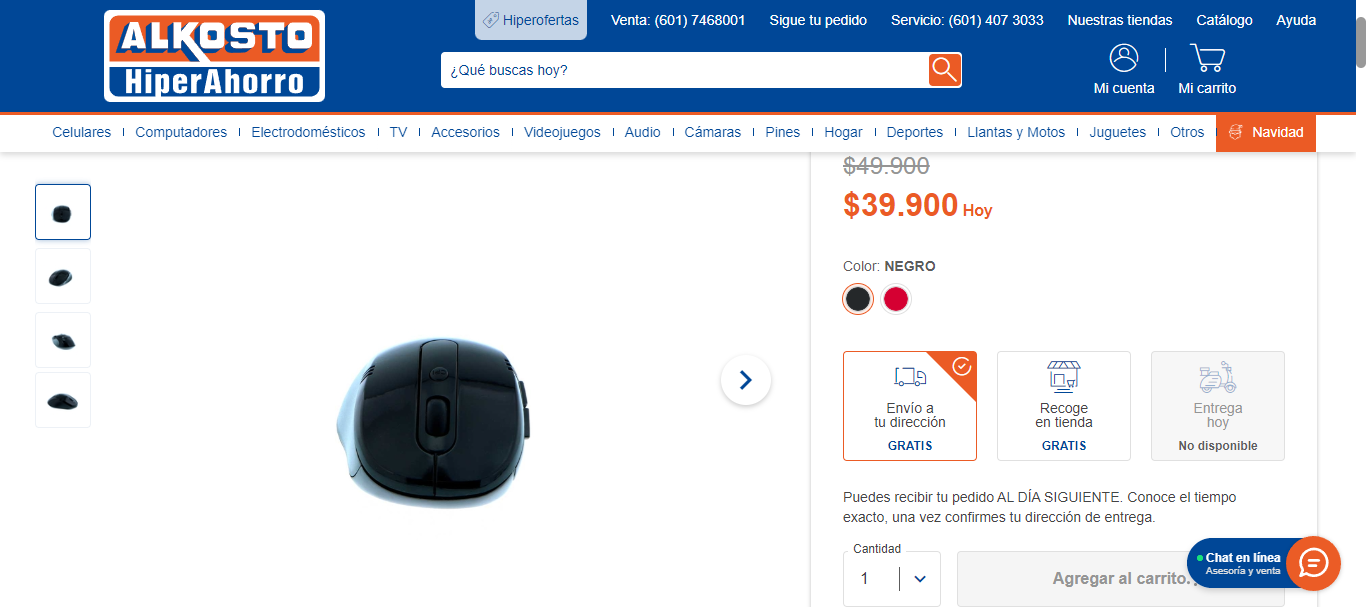 ALKOSTO
HiperAhorro
Hiperofertas
Venta: (601) 7468001
Sigue tu pedido
Servicio: (601) 407 3033
Nuestras tiendas
Catálogo
Ayuda
¿Qué buscas hoy?
Mi cuenta
Mi carrito
Celulares
Computadores
Electrodomésticos
TV
Accesorios
Videojuegos
Audio
Cámaras
Pines
Hogar
Deportes
Llantas y Motos
Juguetes
Otros
Navidad
$49.900
$39.900 Hoy
Color: NEGRO
Envío a
tu dirección
GRATIS
Recoge
en tienda
GRATIS
Entrega
hoy
No disponible
Puedes recibir tu pedido AL DÍA SIGUIENTE. Conoce el tiempo
exacto, una vez confirmes tu dirección de entrega.
Cantidad
1
Agregar al carrito.
Chat en línea
Asesoría y venta